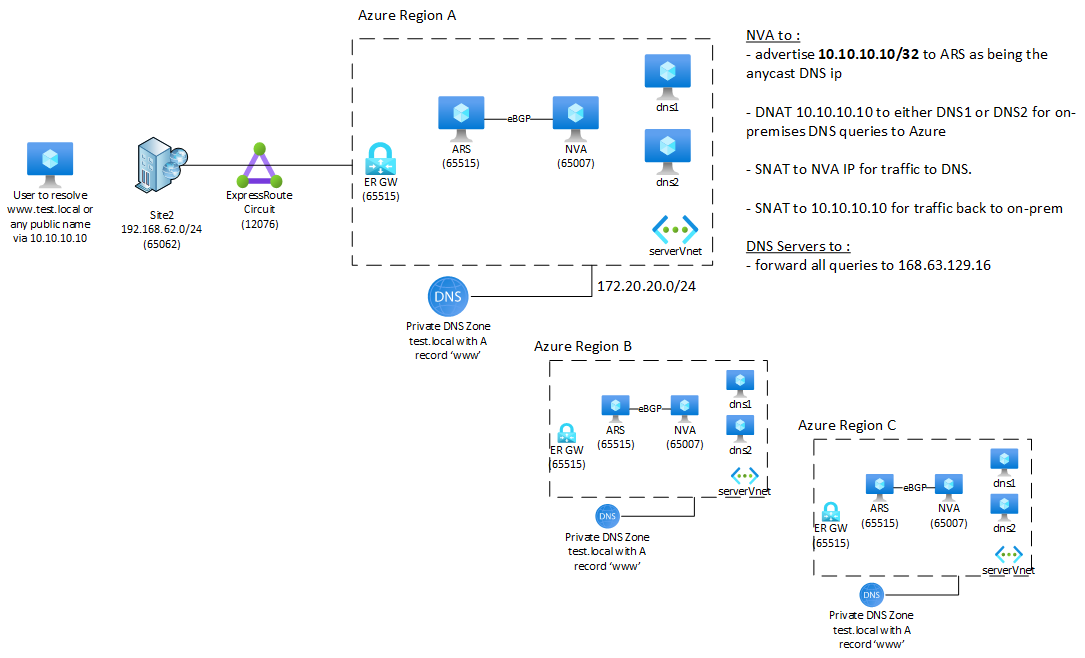 Azure Region A
User to resolve
www.test.local or
any public name
via 10.10.10.10
Site2
192.168.62.0/24
(65062)
ExpressRoute
Circuit
(12076)
ER GW
(65515)
ARS
(65515)
eBGP
NVA
(65007)
dns1
dns2
serverVnet
172.20.20.0/24
DNS
Private DNS Zone
test.local with A
record ‘www’
NVA to :
- advertise 10.10.10.10/32 to ARS as being the
anycast DNS ip
- DNAT 10.10.10.10 to either DNS1 or DNS2 for on-
premises DNS queries to Azure
- SNAT to NVA IP for traffic to DNS.
- SNAT to 10.10.10.10 for traffic back to on-prem
DNS Servers to :
- forward all queries to 168.63.129.16
Azure Region B
ER GW
(65515)
ARS
(65515)
eBGP
NVA
(65007)
dns1
dns2
serverVnet
DNS
Private DNS Zone
test.local with A
record ‘www’
Azure Region C
ER GW
(65515)
ARS
(65515)
eBGP
NVA
(65007)
dns1
dns2
serverVnet
DNS
Private DNS Zone
test.local with A
record ‘www’